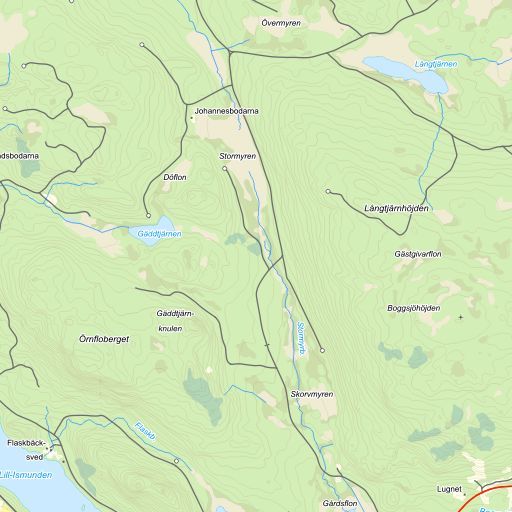 Övermyren
Långtjärnen
Johannesbodarna
Stormyren
dsbodarna
Döflon
Långtjärnhöjden
Gäddtjärnen
Gästgivarflon
Gäddtjärn-
knulen
Boggsjöhöjden
Örnfloberget
Stormyrb
Skorvmyren
Flaskb
Flaskbäck-
sved
Lill-Ismunden
Lugnet
Gärdsflon